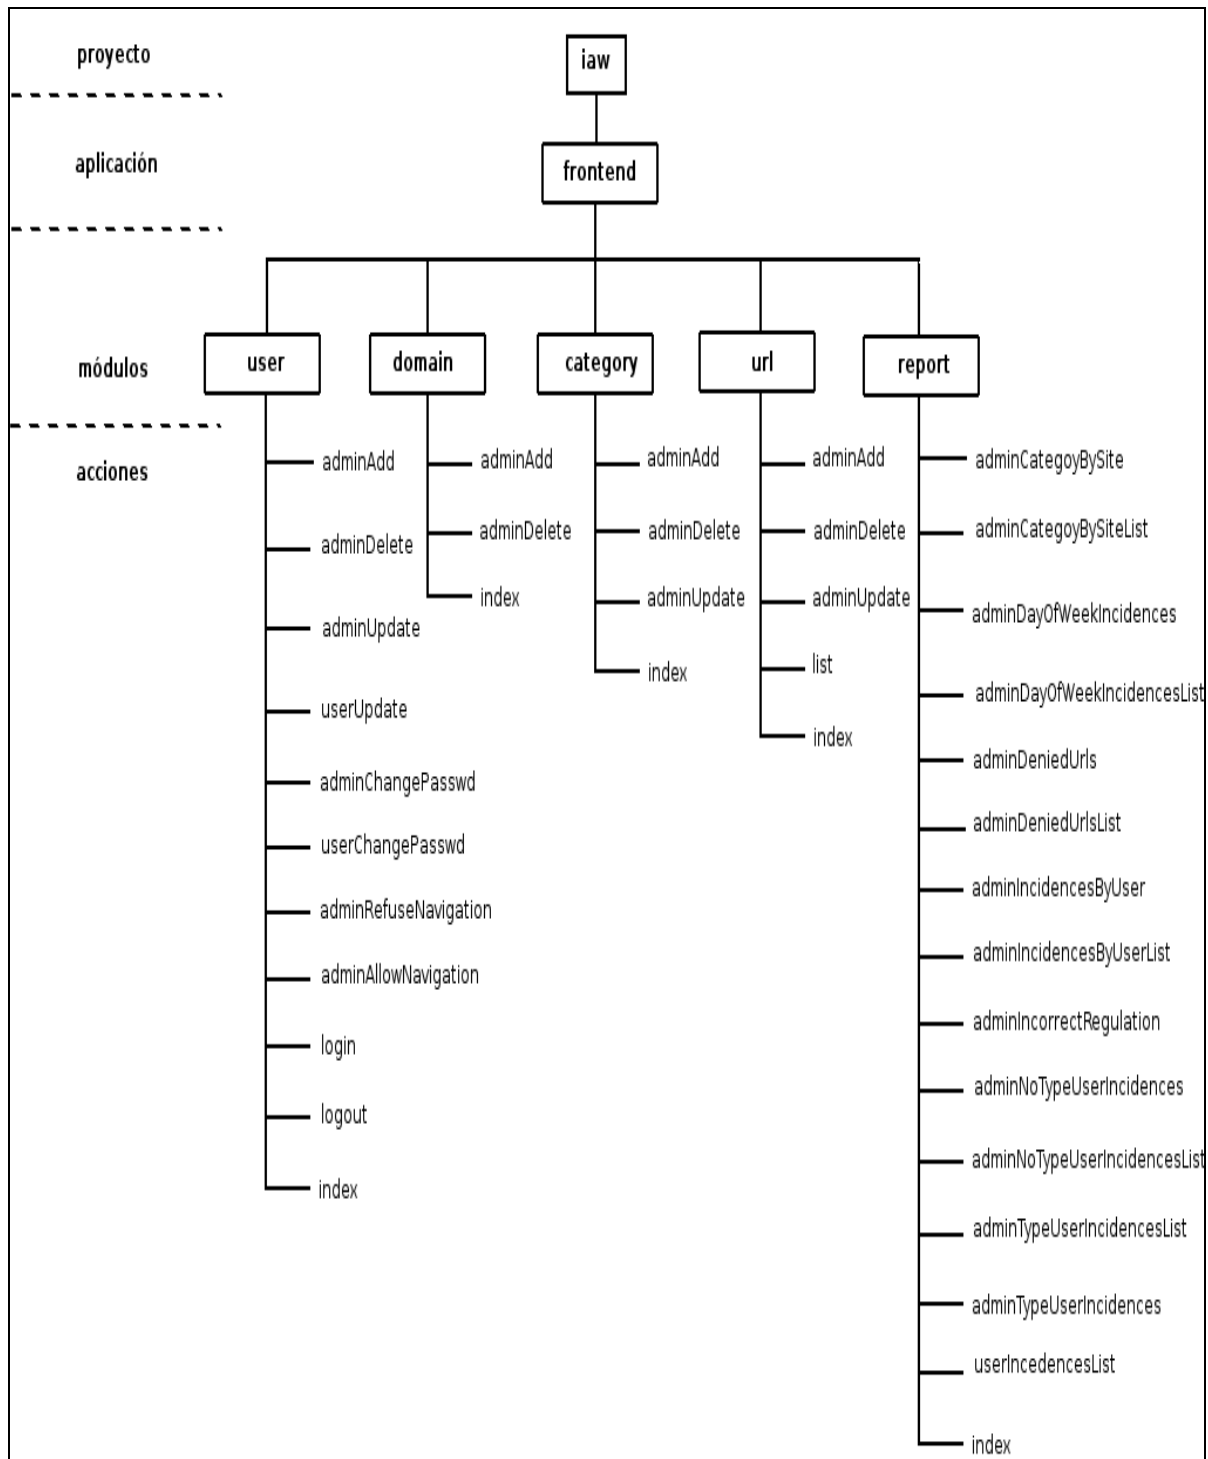 proyecto
iaw
aplicación
frontend
módulos
user
domain
category
url
report
acciones
adminAdd
adminDelete
adminUpdate
userUpdate
adminChangePasswd
userChangePasswd
adminRefuseNavigation
adminAllowNavigation
login
logout
index
adminAdd
adminDelete
index
adminAdd
adminDelete
adminUpdate
index
adminAdd
adminDelete
adminUpdate
list
index
adminCategoyBySite
adminCategoyBySiteList
adminDayOfWeekIncidences
adminDayOfWeekIncidencesList
adminDeniedUrls
adminDeniedUrlsList
adminIncidencesByUser
adminIncidencesByUserList
adminIncorrectRegulation
adminNoTypeUserIncidences
adminNoTypeUserIncidencesList
adminTypeUserIncidencesList
adminTypeUserIncidences
userIncedencesList
index